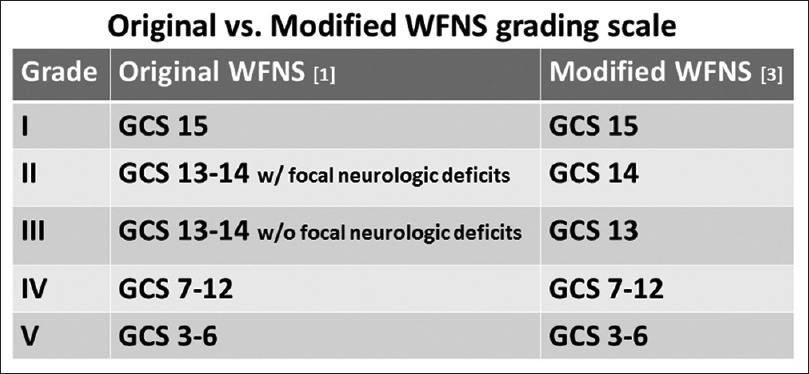 Original vs. Modified WFNS grading scale
Grade Original WFNS [1] Modified WFNS [3]
I GCS 15 GCS 15
II GCS 13-14 w/ focal neurologic deficits GCS 14
III GCS 13-14 w/o focal neurologic deficits GCS 13
IV GCS 7-12 GCS 7-12
V GCS 3-6 GCS 3-6